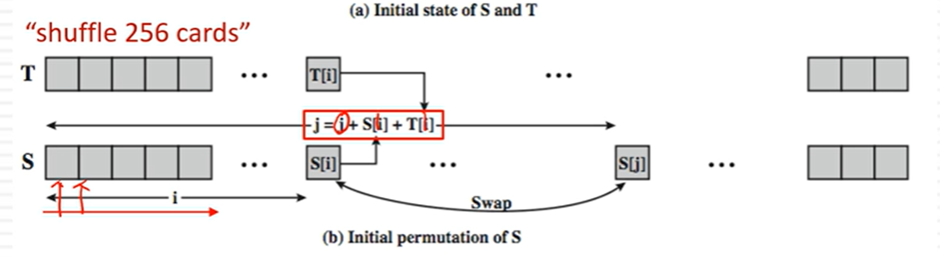 (a) Initial state of S and T
"shuffle 256 cards"
T ... T[i] ...
j = j + S[i] + T[i]
S ... S[i] ... S[j] ...
i
Swap
(b) Initial permutation of S